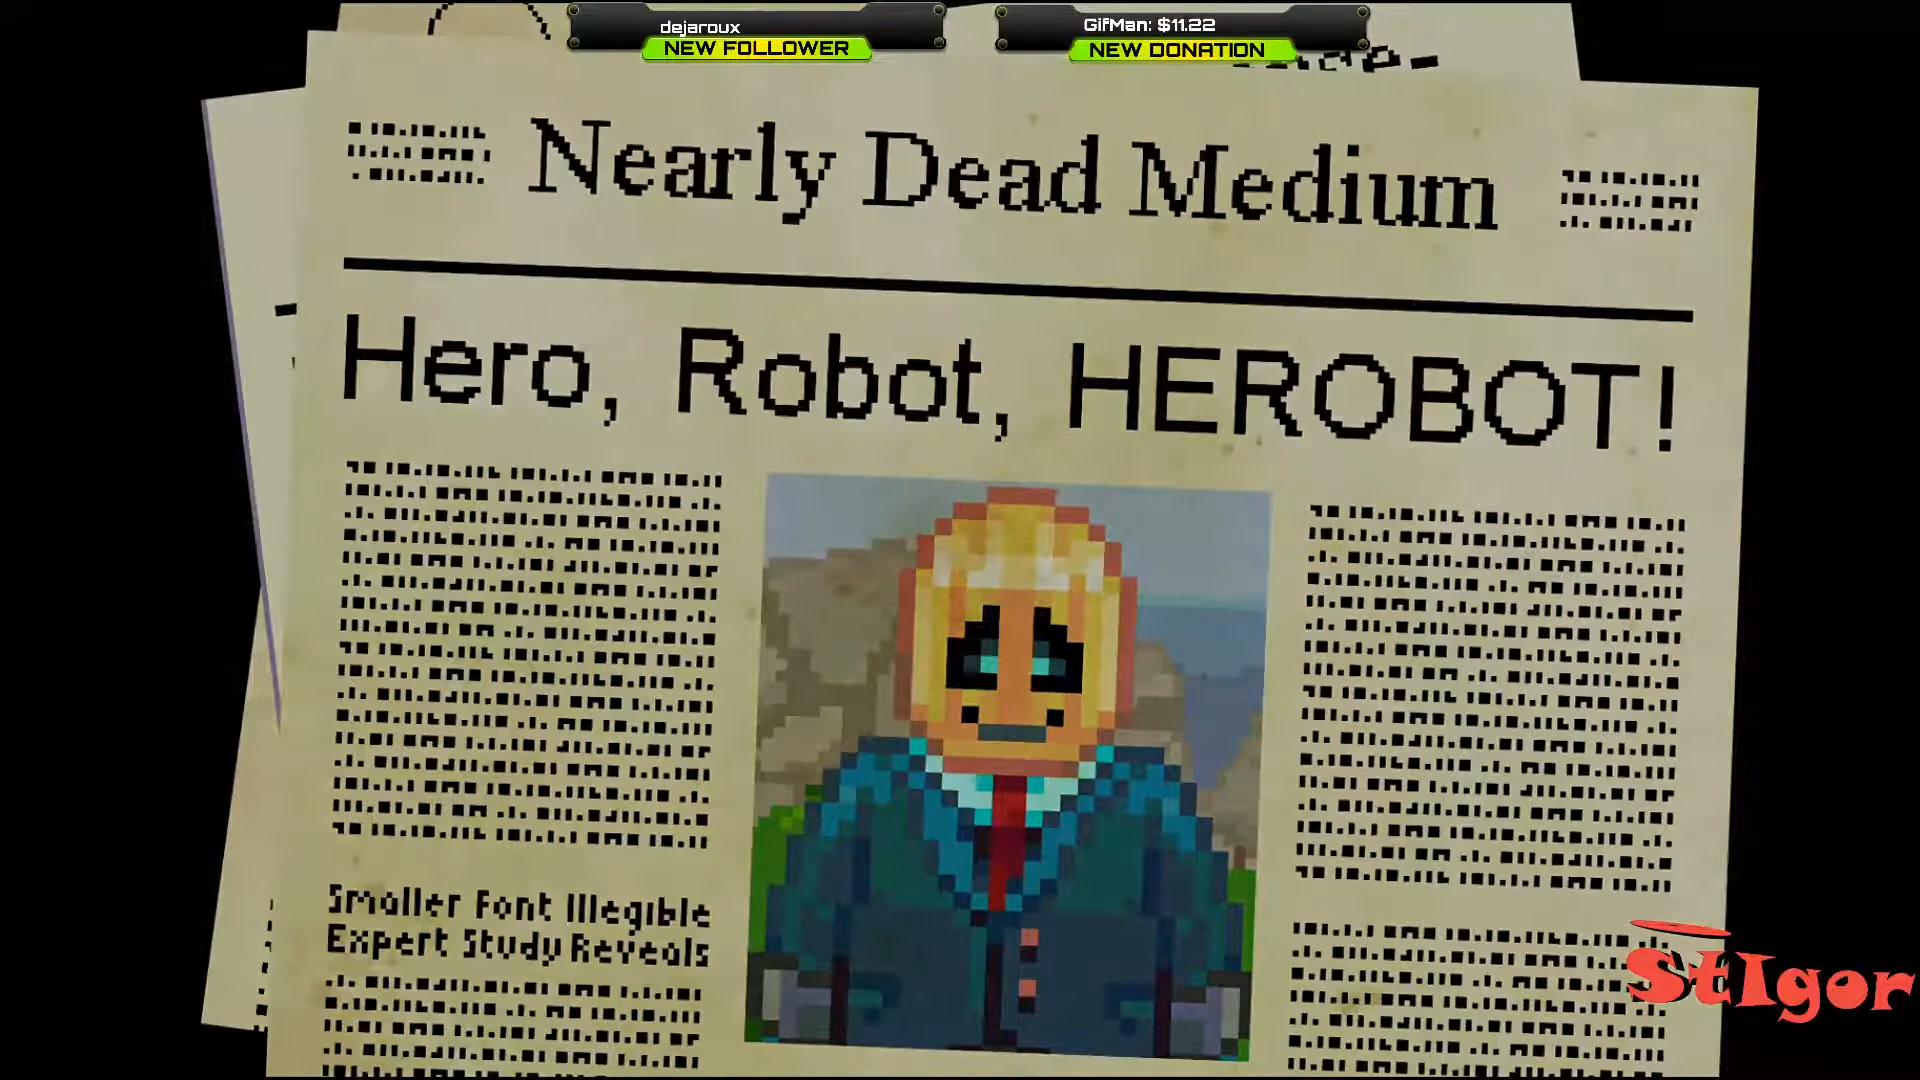 dejaroux
NEW FOLLOWER
GifMan: $11.22
NEW DONATION
Nearly Dead Medium
Hero, Robot, HEROBOT!
Smaller Font Illegible
Expert Study Reveals
StIgor